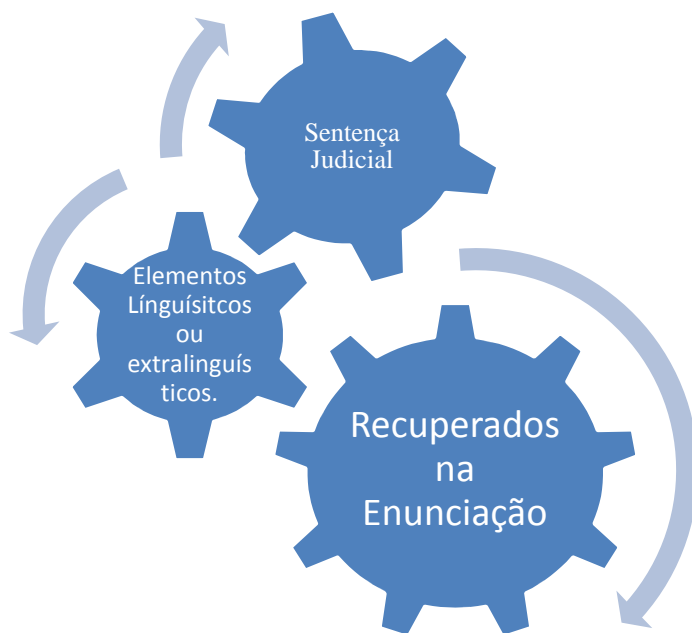 Sentença
Judicial
Elementos
Línguísitcos
ou
extralinguís
ticos.
Recuperados
na
Enunciação